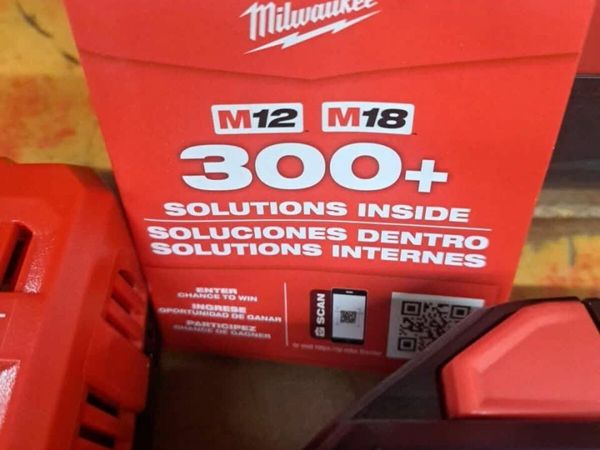 Milwaukee
M12 M18
300+
SOLUTIONS INSIDE
SOLUCIONES DENTRO
SOLUTIONS INTERNES
ENTER
CHANCE TO WIN
INGRESE
OPORTUNIDAD DE GANAR
PARTICIPEZ
CHANCE DE GAGNER
SCAN